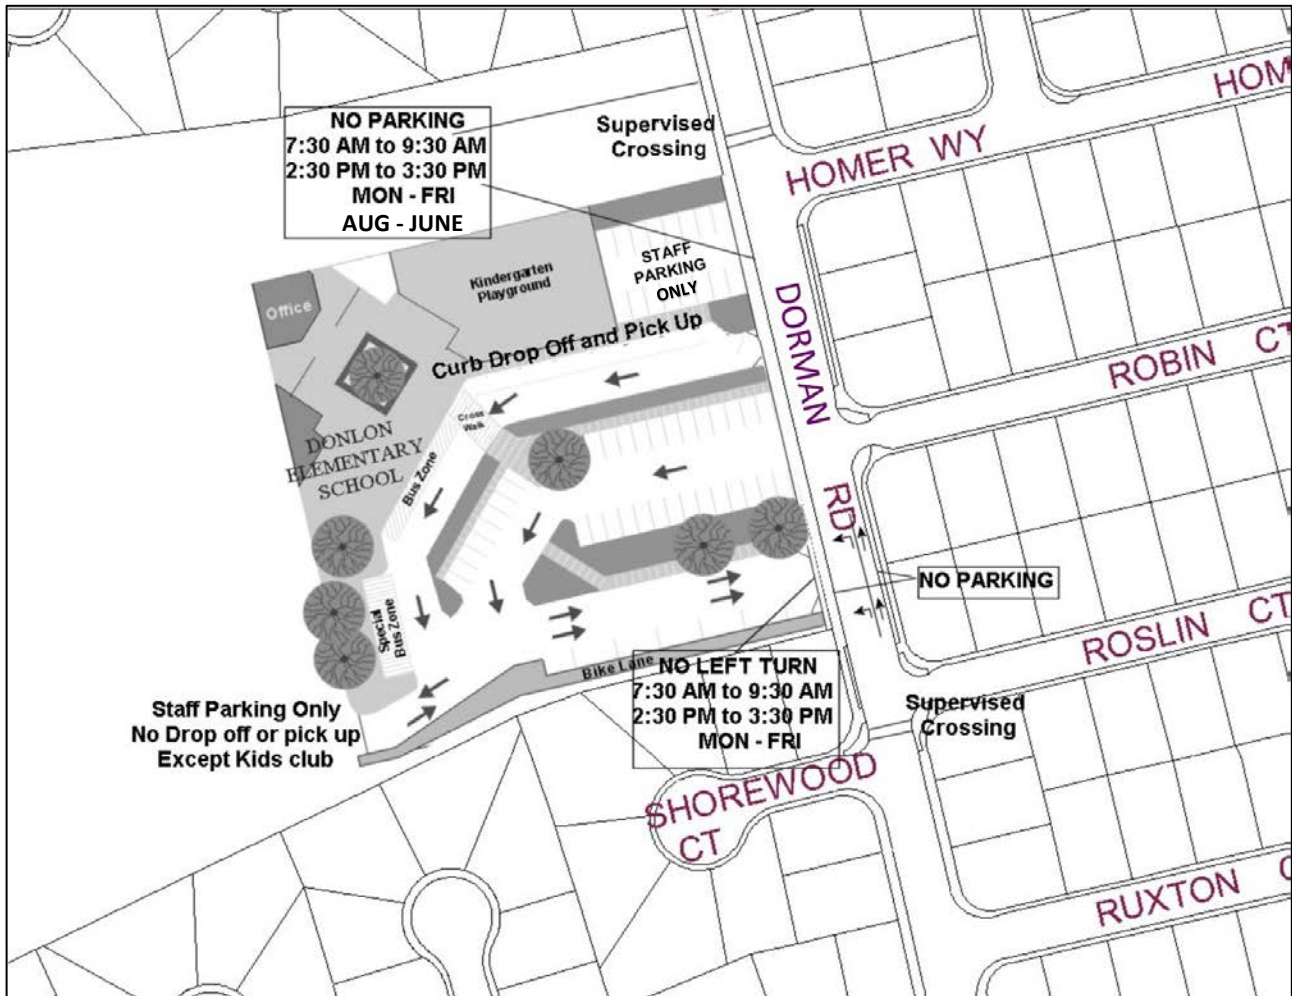 HOM
NO PARKING
7:30 AM to 9:30 AM
2:30 PM to 3:30 PM
MON - FRI
AUG - JUNE
Supervised
Crossing
HOMER WY
STAFF
PARKING
ONLY
Kindergarten
Playground
Office
Curb Drop Off and Pick Up
DORMAN
RD
ROBIN CT
Cross
Walk
DONLON
ELEMENTARY
SCHOOL
Bus Zone
NO PARKING
Special
Bus Zone
ROSLIN CT
Bike Lane
NO LEFT TURN
7:30 AM to 9:30 AM
2:30 PM to 3:30 PM
MON - FRI
Staff Parking Only
No Drop off or pick up
Except Kids club
Supervised
Crossing
SHOREWOOD
CT
RUXTON C